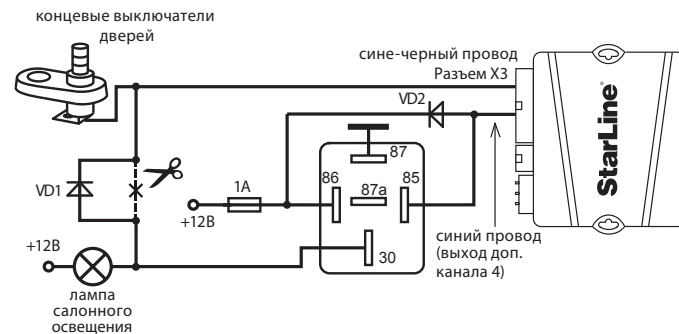 концевые выключатели
дверей
сине-черный провод
Разъем X3
VD2
StarLine®
87
86
87a
85
1А
VD1
+12В
30
+12В
синий провод
(выход доп.
канала 4)
лампа
салонного
освещения